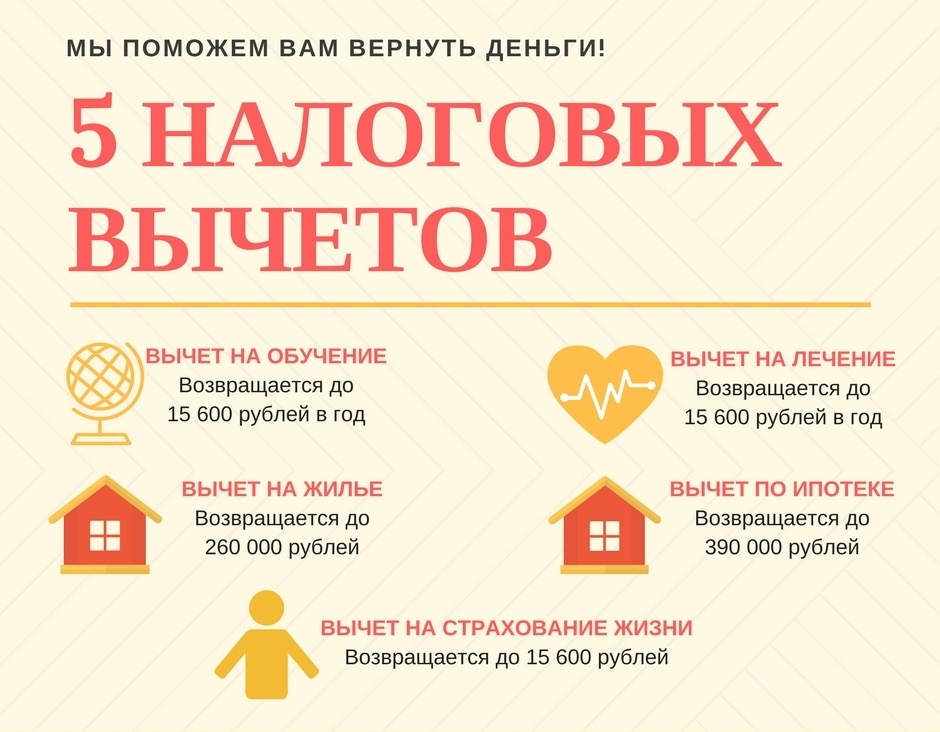 МЫ ПОМОЖЕМ ВАМ ВЕРНУТЬ ДЕНЬГИ!
5 НАЛОГОВЫХ
ВЫЧЕТОВ
ВЫЧЕТ НА ОБУЧЕНИЕ
Возвращается до
15 600 рублей в год
ВЫЧЕТ НА ЛЕЧЕНИЕ
Возвращается до
15 600 рублей в год
ВЫЧЕТ НА ЖИЛЬЕ
Возвращается до
260 000 рублей
ВЫЧЕТ ПО ИПОТЕКЕ
Возвращается до
390 000 рублей
ВЫЧЕТ НА СТРАХОВАНИЕ ЖИЗНИ
Возвращается до 15 600 рублей